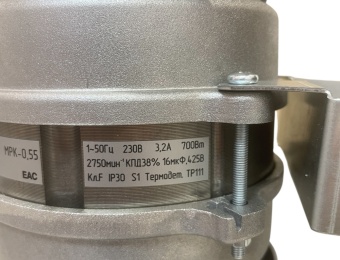 МРК-0,55
EAC
1~50Гц 230В 3,2А 700Вт
2750мин⁻¹ КПД38% 16мкФ,425В
Кл.F IP30 S1 Термодет. ТР111